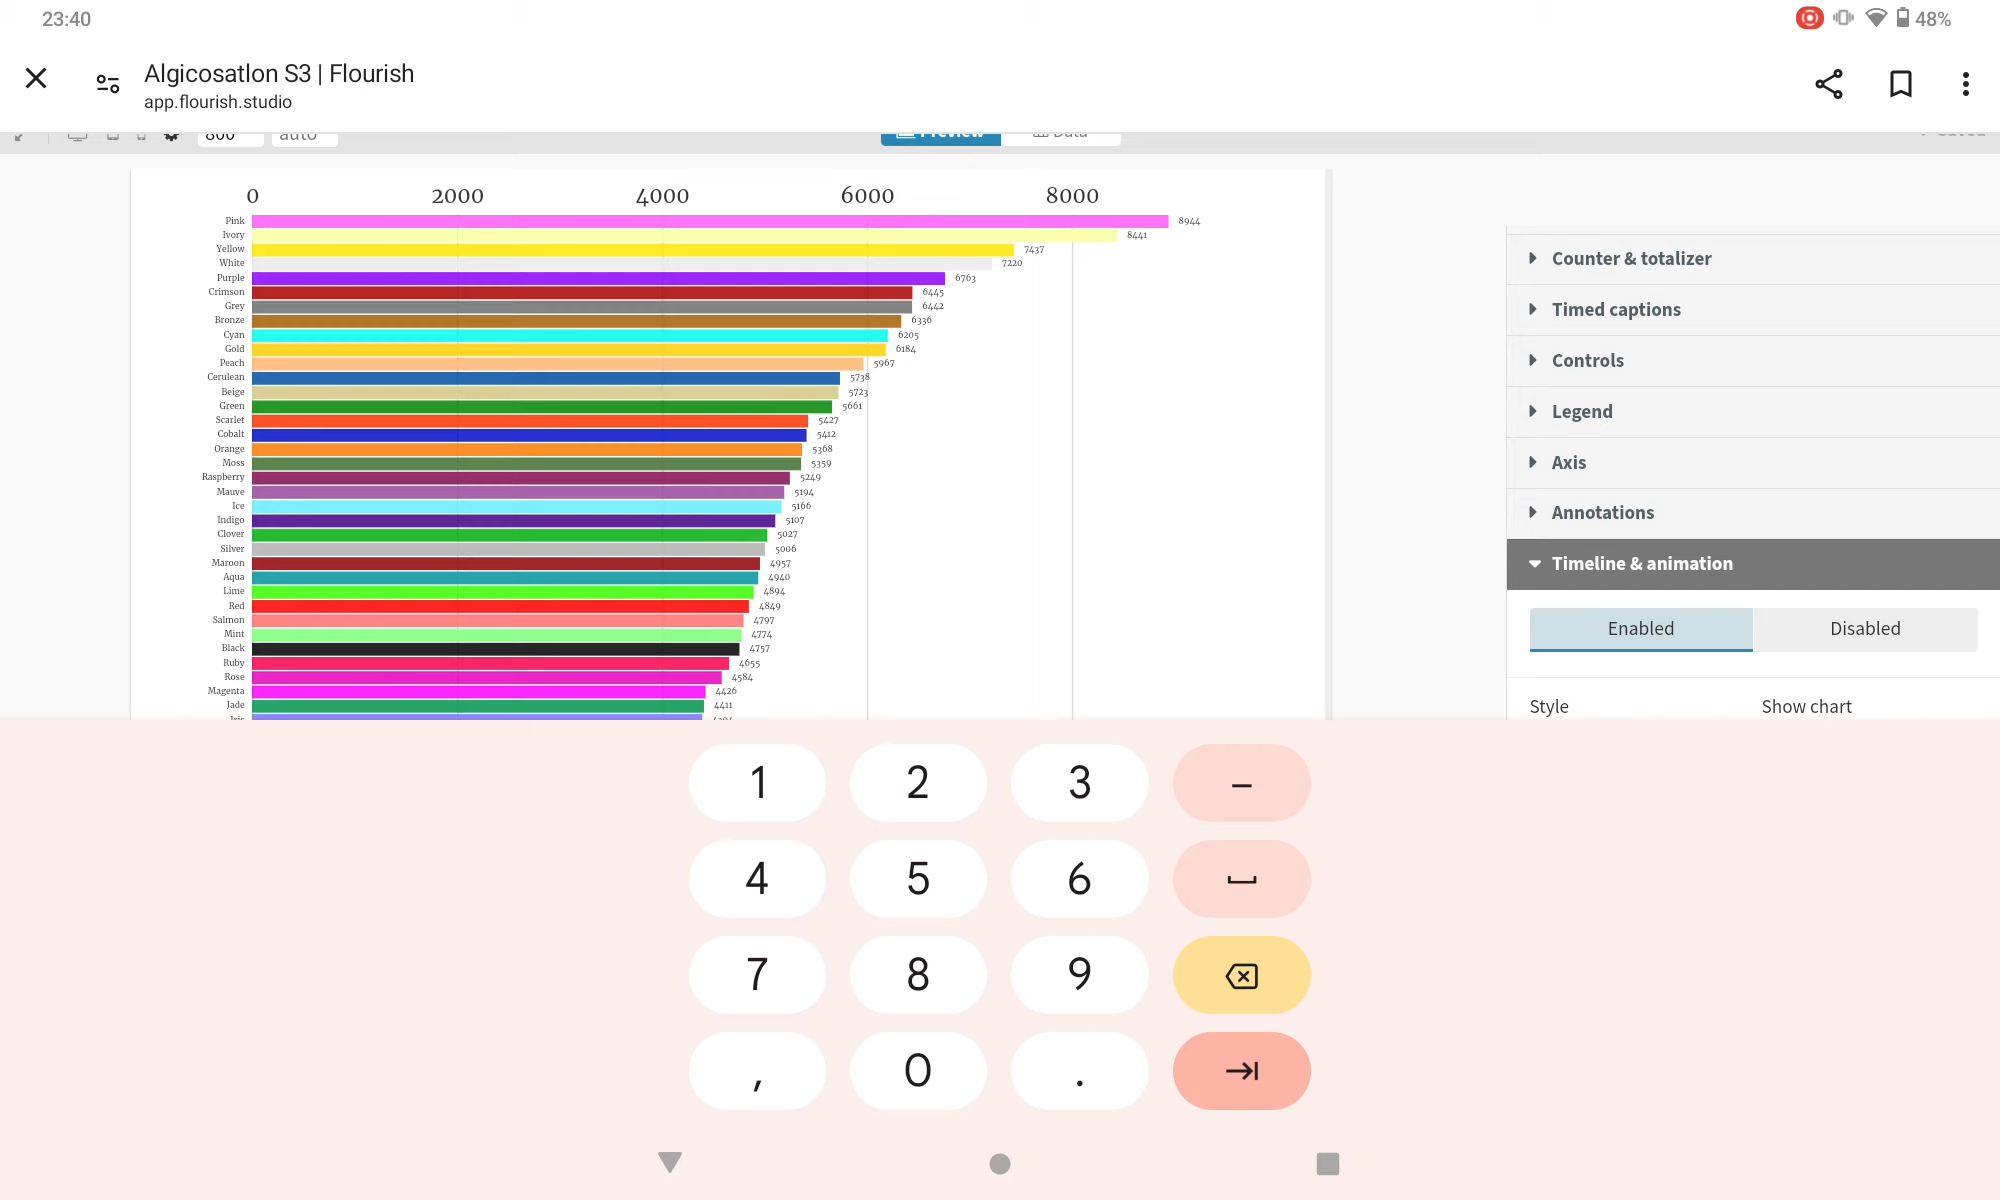 23:40
48%
Algicosatlon S3 | Flourish
app.flourish.studio
800
auto
Preview
Data
Saved
0 2000 4000 6000 8000
Pink 8944
Ivory 8441
Yellow 7437
White 7220
Purple 6763
Crimson 6445
Grey 6442
Bronze 6336
Cyan 6205
Gold 6184
Peach 5967
Cerulean 5738
Beige 5723
Green 5661
Scarlet 5427
Cobalt 5412
Orange 5368
Moss 5359
Raspberry 5249
Mauve 5194
Ice 5166
Indigo 5107
Clover 5027
Silver 5006
Maroon 4957
Aqua 4940
Lime 4894
Red 4849
Salmon 4797
Mint 4774
Black 4757
Ruby 4655
Rose 4584
Magenta 4426
Jade 4411
Iris
Counter & totalizer
Timed captions
Controls
Legend
Axis
Annotations
Timeline & animation
Enabled Disabled
Style Show chart
1 2 3 –
4 5 6
7 8 9
, 0 .